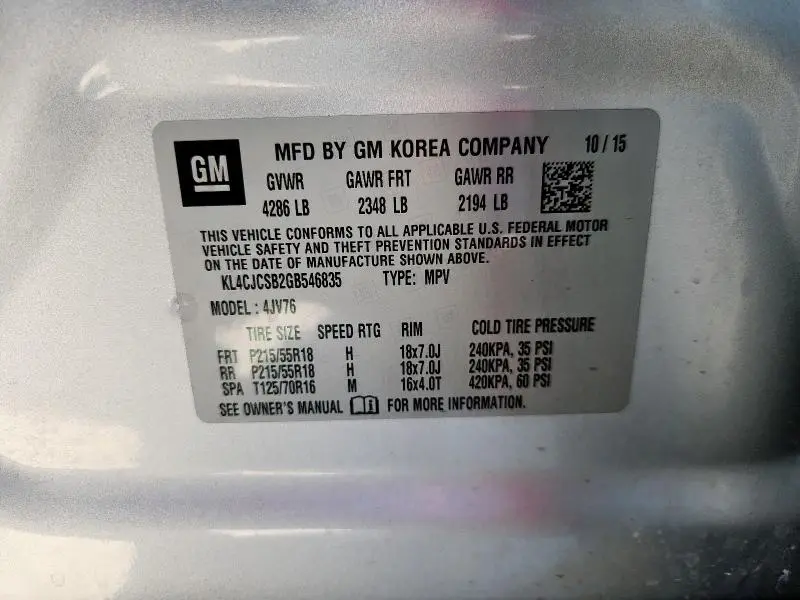 GM MFD BY GM KOREA COMPANY 10 / 15
GVWR GAWR FRT GAWR RR
4286 LB 2348 LB 2194 LB
THIS VEHICLE CONFORMS TO ALL APPLICABLE U.S. FEDERAL MOTOR
VEHICLE SAFETY AND THEFT PREVENTION STANDARDS IN EFFECT
ON THE DATE OF MANUFACTURE SHOWN ABOVE.
KL4CJCSB2GB546835 TYPE: MPV
MODEL : 4JV76
TIRE SIZE SPEED RTG RIM COLD TIRE PRESSURE
FRT P215/55R18 H 18x7.0J 240KPA, 35 PSI
RR P215/55R18 H 18x7.0J 240KPA, 35 PSI
SPA T125/70R16 M 16x4.0T 420KPA, 60 PSI
SEE OWNER'S MANUAL FOR MORE INFORMATION.